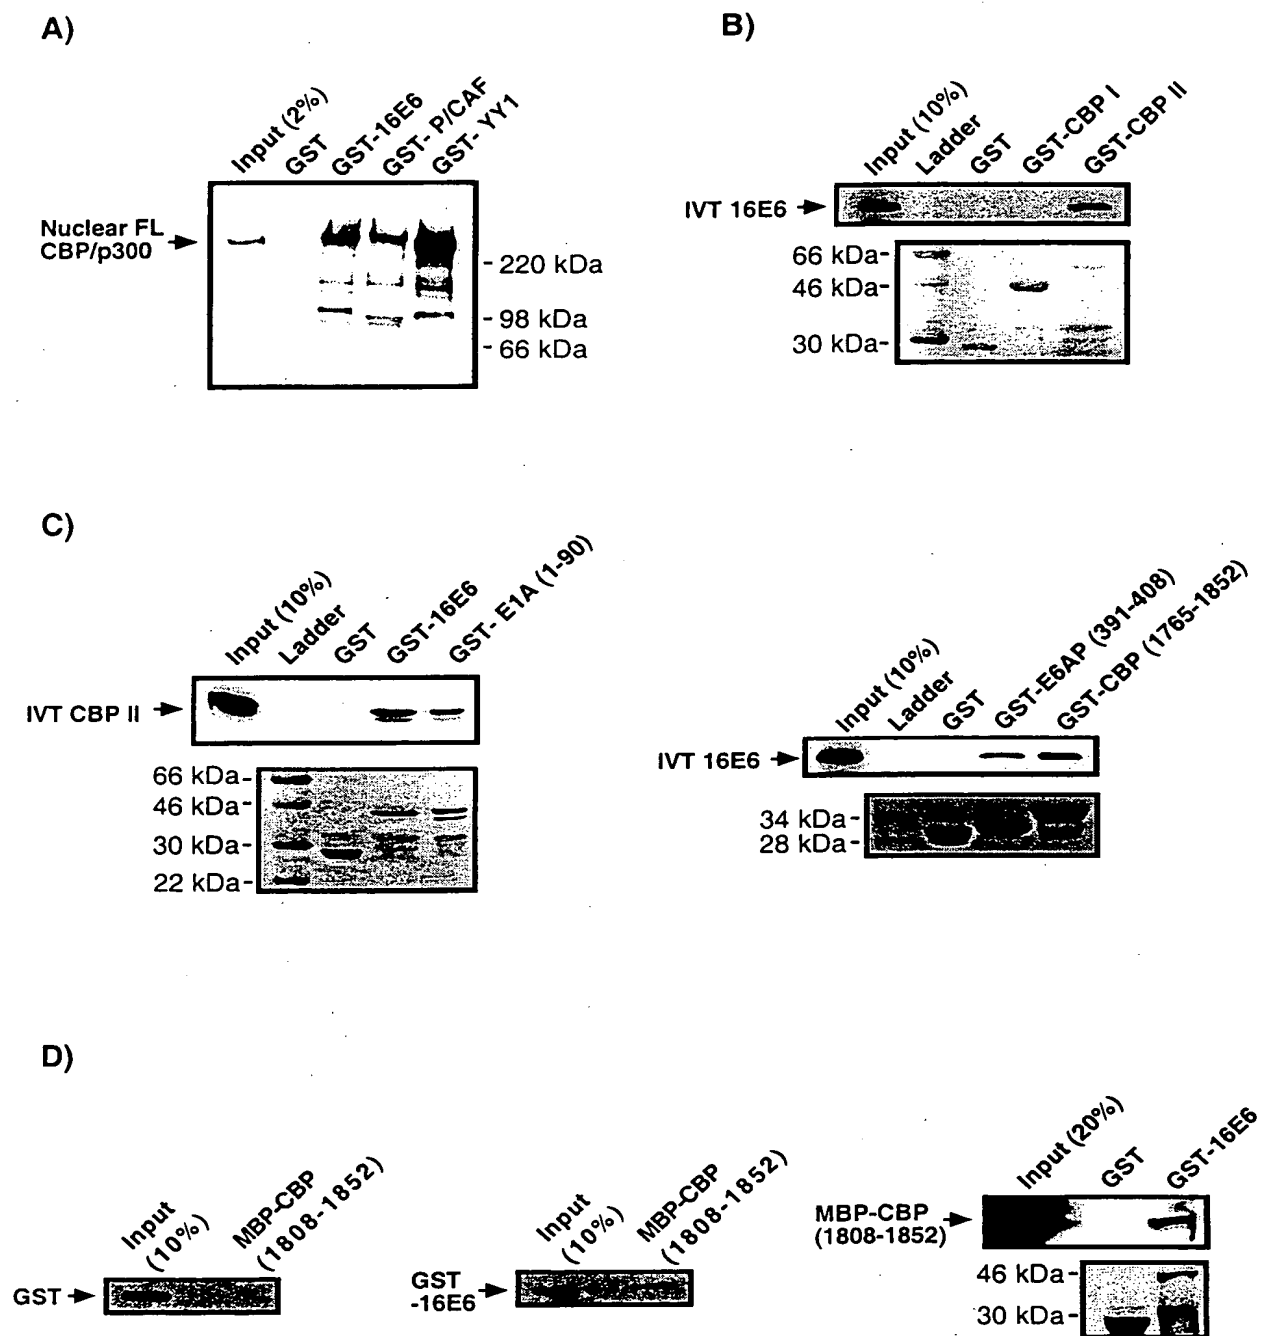 A)
Input (2%)
GST
GST-16E6
GST- P/CAF
GST- YY1
Nuclear FL
CBP/p300
- 220 kDa
- 98 kDa
- 66 kDa
B)
Input (10%)
Ladder
GST
GST-CBP I
GST-CBP II
IVT 16E6
66 kDa-
46 kDa-
30 kDa-
C)
Input (10%)
Ladder
GST
GST-16E6
GST- E1A (1-90)
IVT CBP II
66 kDa-
46 kDa-
30 kDa-
22 kDa-
Input (10%)
Ladder
GST
GST-E6AP (391-408)
GST-CBP (1765-1852)
IVT 16E6
34 kDa-
28 kDa-
D)
Input
(10%)
MBP-CBP
(1808-1852)
GST
Input
(10%)
MBP-CBP
(1808-1852)
GST
-16E6
Input (20%)
GST
GST-16E6
MBP-CBP
(1808-1852)
46 kDa-
30 kDa-